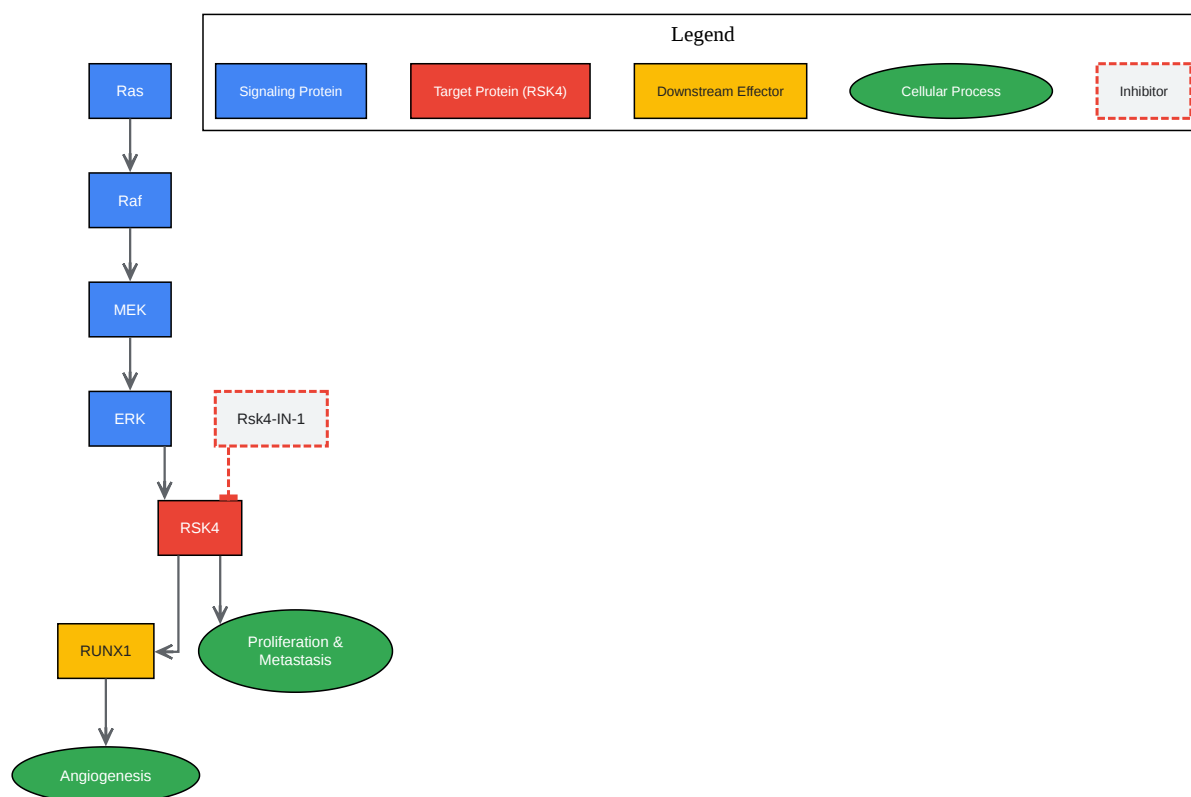 Legend
Signaling Protein
Target Protein (RSK4)
Downstream Effector
Cellular Process
Inhibitor
Ras
Raf
MEK
ERK
Rsk4-IN-1
RSK4
RUNX1
Proliferation &
Metastasis
Angiogenesis